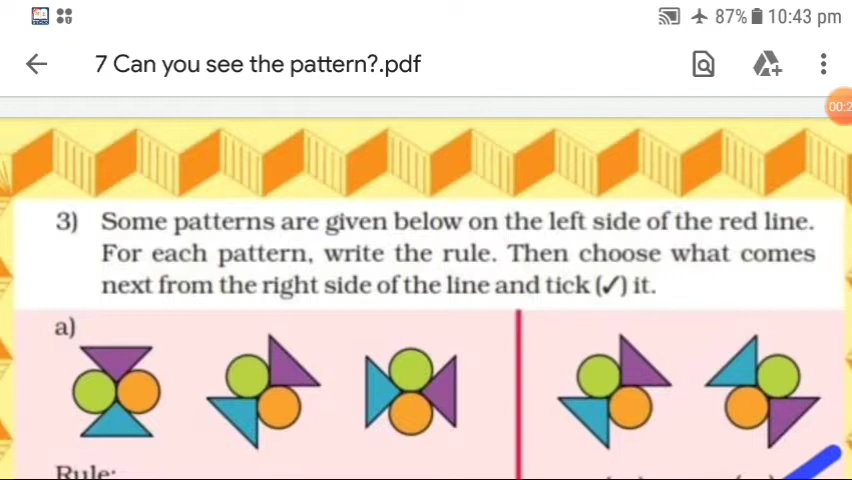 87% 10:43 pm
7 Can you see the pattern?.pdf
00:2
3) Some patterns are given below on the left side of the red line.
For each pattern, write the rule. Then choose what comes
next from the right side of the line and tick (✓) it.
a)
Rule: